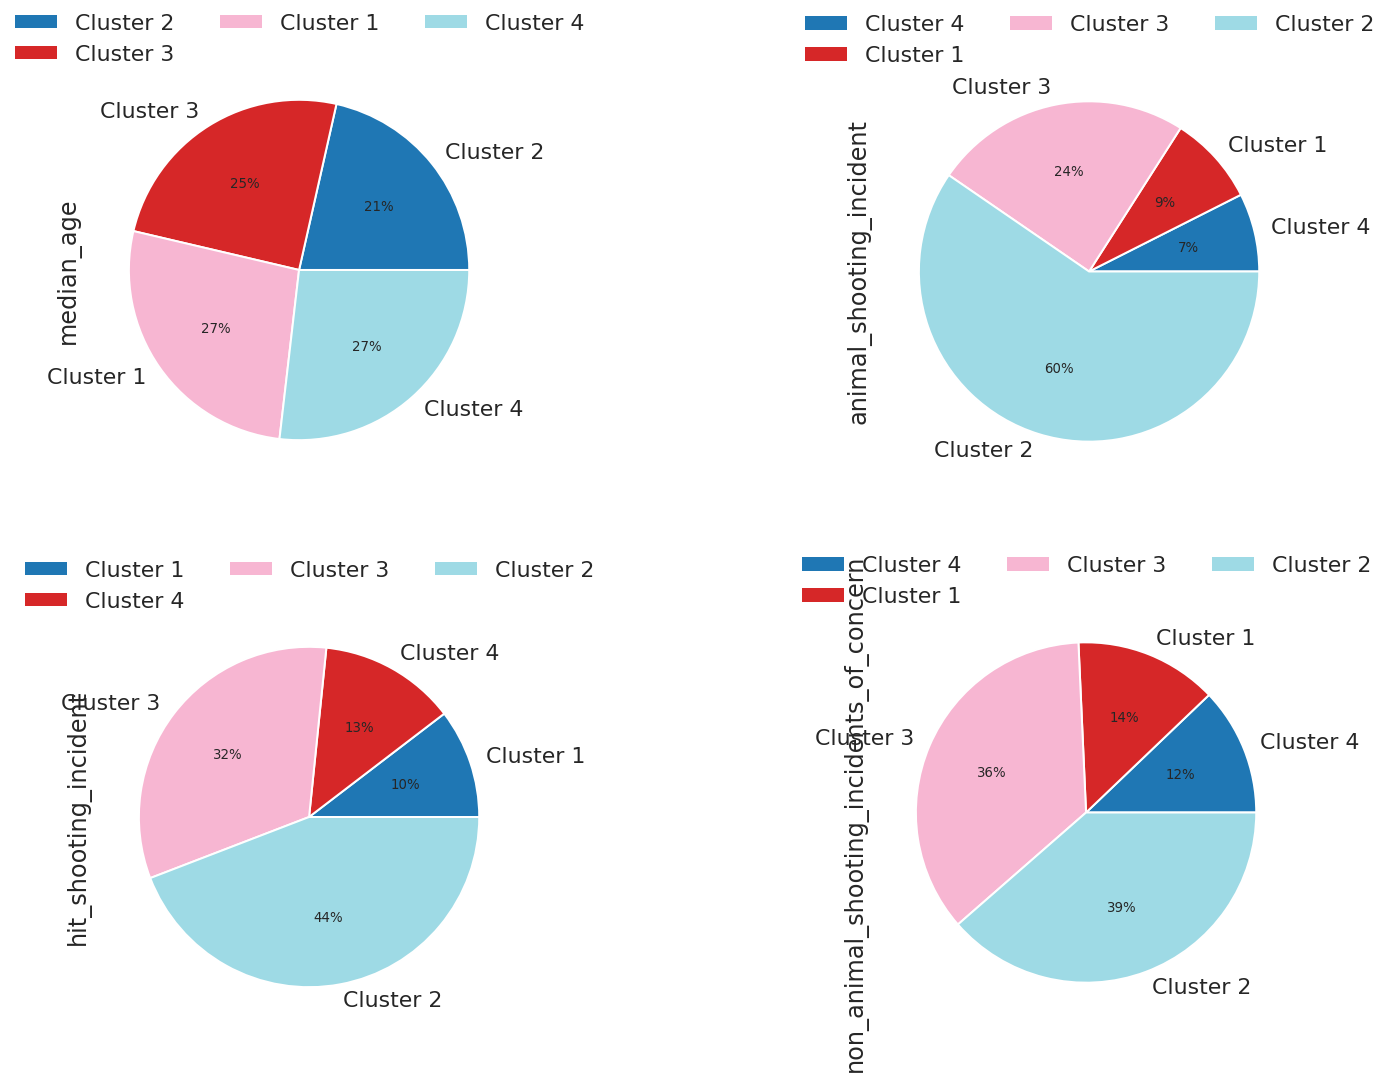 Cluster 2 Cluster 1 Cluster 4
Cluster 3
Cluster 3
Cluster 2
25%
21%
median_age
27%
27%
Cluster 1
Cluster 4
Cluster 4 Cluster 3 Cluster 2
Cluster 1
Cluster 3
Cluster 1
24%
9%
Cluster 4
7%
animal_shooting_incident
60%
Cluster 2
Cluster 1 Cluster 3 Cluster 2
Cluster 4
Cluster 4
Cluster 3
13%
32%
Cluster 1
10%
hit_shooting_incident
44%
Cluster 2
Cluster 4 Cluster 3 Cluster 2
Cluster 1
Cluster 1
14%
Cluster 3
Cluster 4
36%
12%
non_animal_shooting_incidents_of_concern
39%
Cluster 2